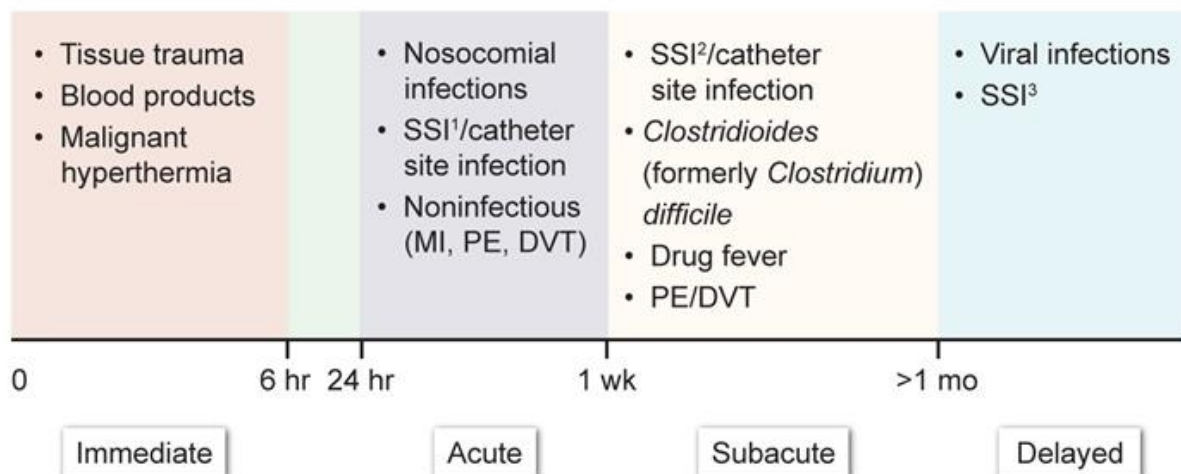 • Tissue trauma
• Blood products
• Malignant
hyperthermia
• Nosocomial
infections
• SSI¹/catheter
site infection
• Noninfectious
(MI, PE, DVT)
• SSI²/catheter
site infection
• Clostridioides
(formerly Clostridium)
difficile
• Drug fever
• PE/DVT
• Viral infections
• SSI³
0 6 hr 24 hr 1 wk >1 mo
Immediate Acute Subacute Delayed